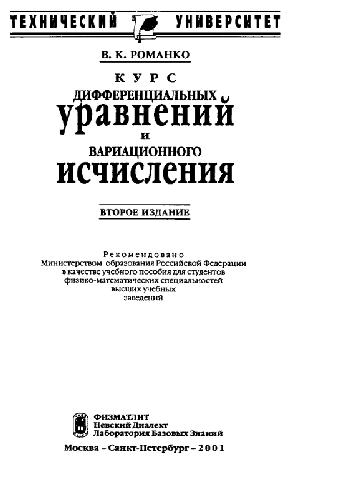 ТЕХНИЧЕСКИЙ УНИВЕРСИТЕТ
В. К. РОМАНКО
КУРС
ДИФФЕРЕНЦИАЛЬНЫХ
уравнений
и
ВАРИАЦИОННОГО
исчисления
ВТОРОЕ ИЗДАНИЕ
Рекомендовано
Министерством образования Российской Федерации
в качестве учебного пособия для студентов
физико-математических специальностей
высших учебных
заведений
ФИЗМАТЛИТ
Невский Диалект
Лаборатория Базовых Знаний
Москва – Санкт-Петербург – 2001